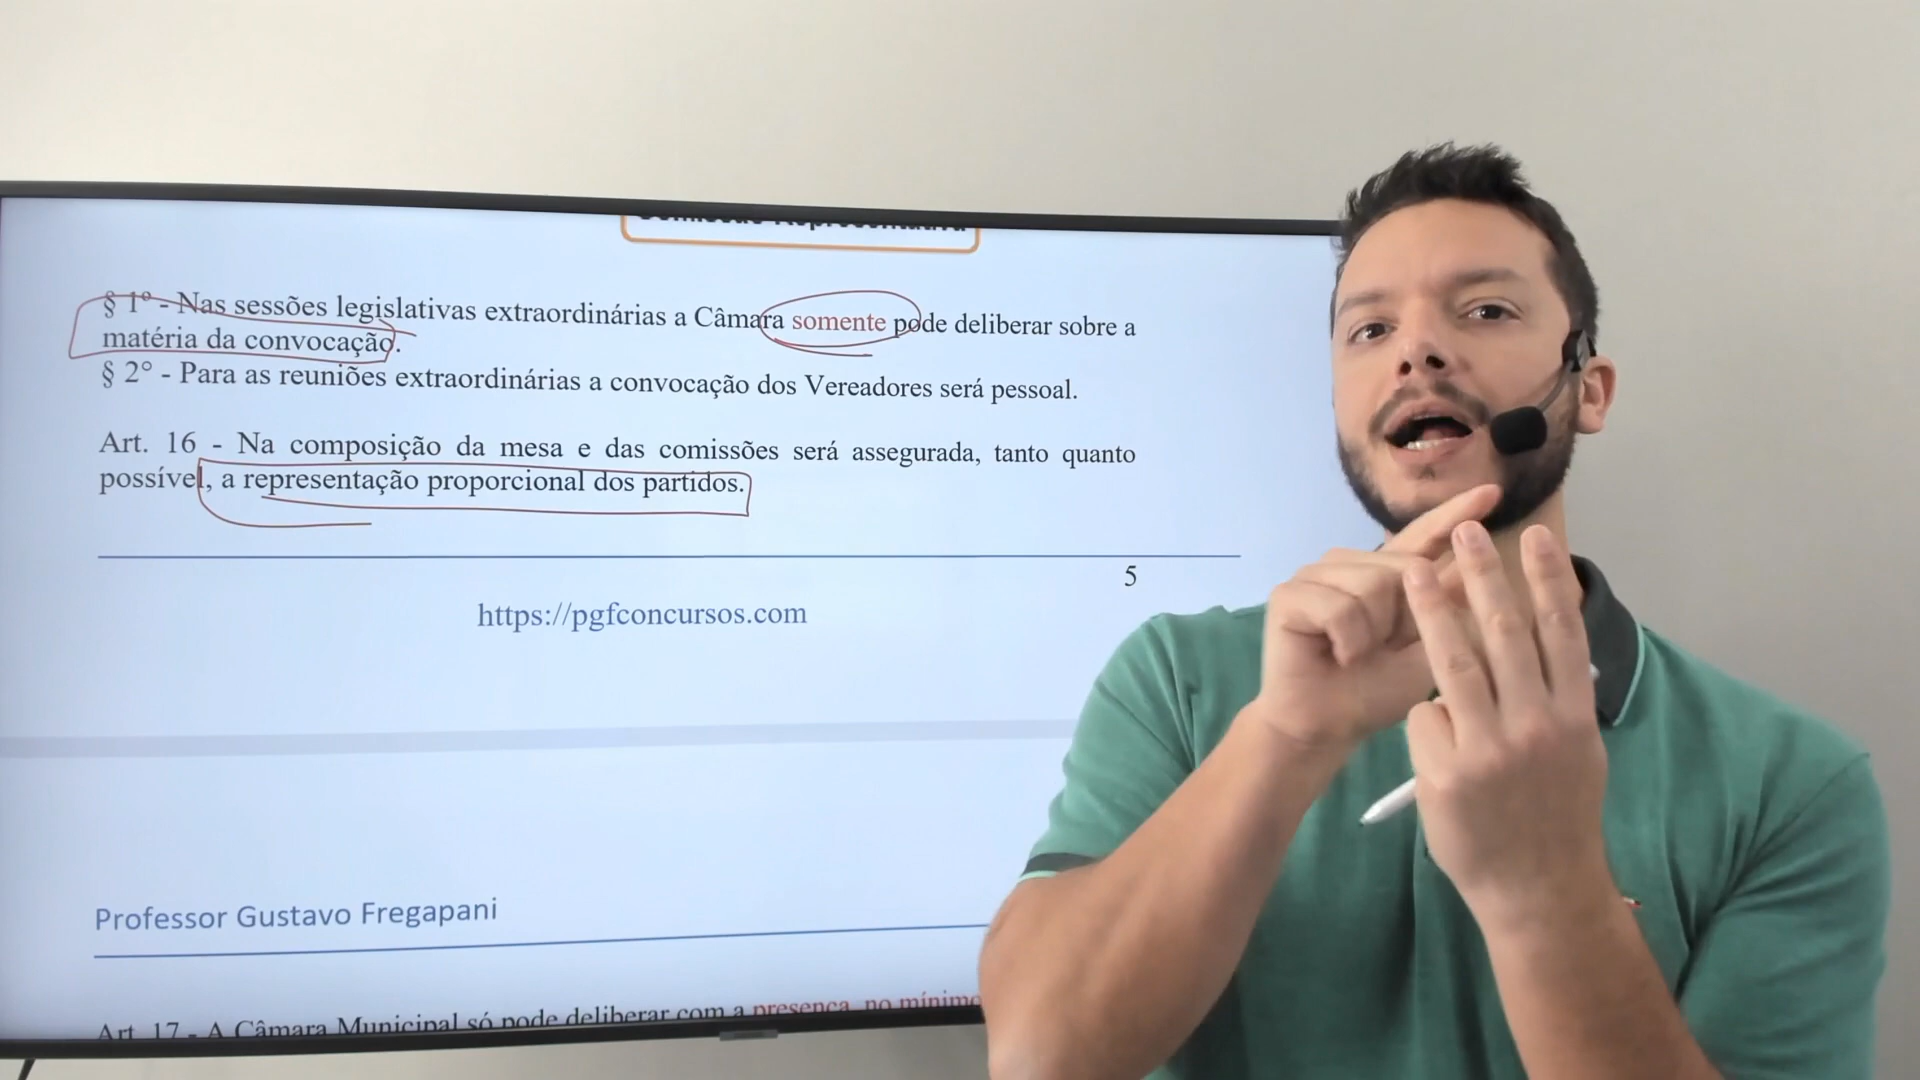 Comissão Representativa
§ 1º - Nas sessões legislativas extraordinárias a Câmara somente pode deliberar sobre a
matéria da convocação.
§ 2° - Para as reuniões extraordinárias a convocação dos Vereadores será pessoal.
Art. 16 - Na composição da mesa e das comissões será assegurada, tanto quanto
possível, a representação proporcional dos partidos.
5
https://pgfconcursos.com
Professor Gustavo Fregapani
Art. 17 - A Câmara Municipal só pode deliberar com a presença, no mínimo